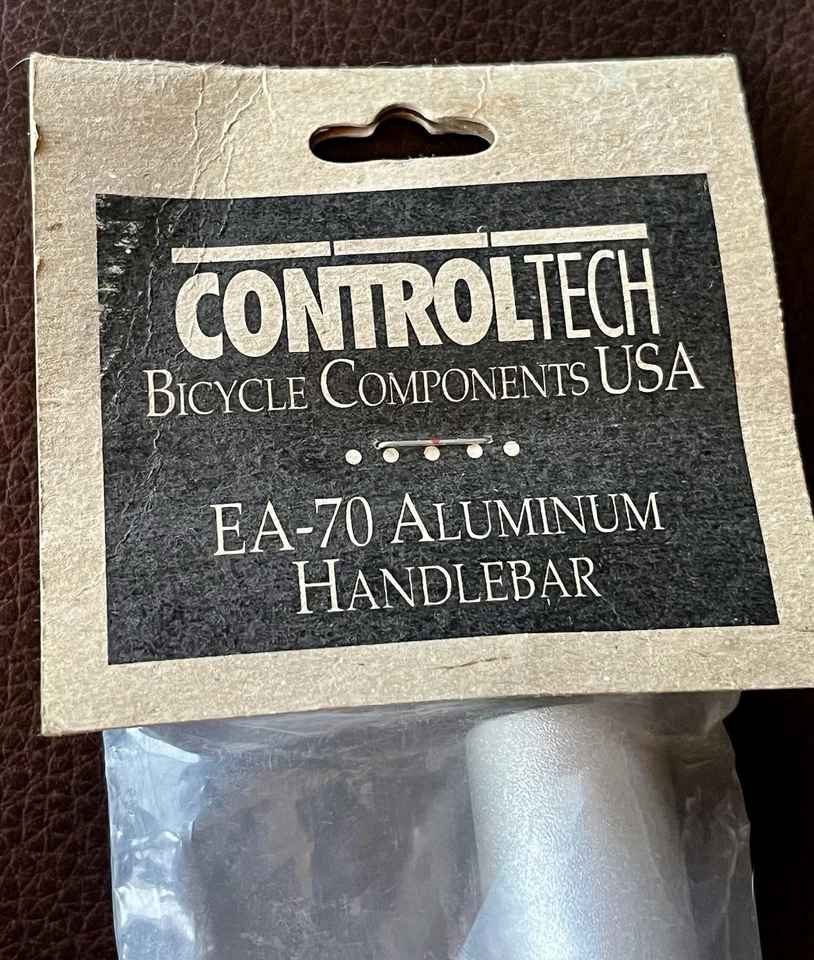 CONTROLTECH
BICYCLE COMPONENTS USA
EA-70 ALUMINUM
HANDLEBAR